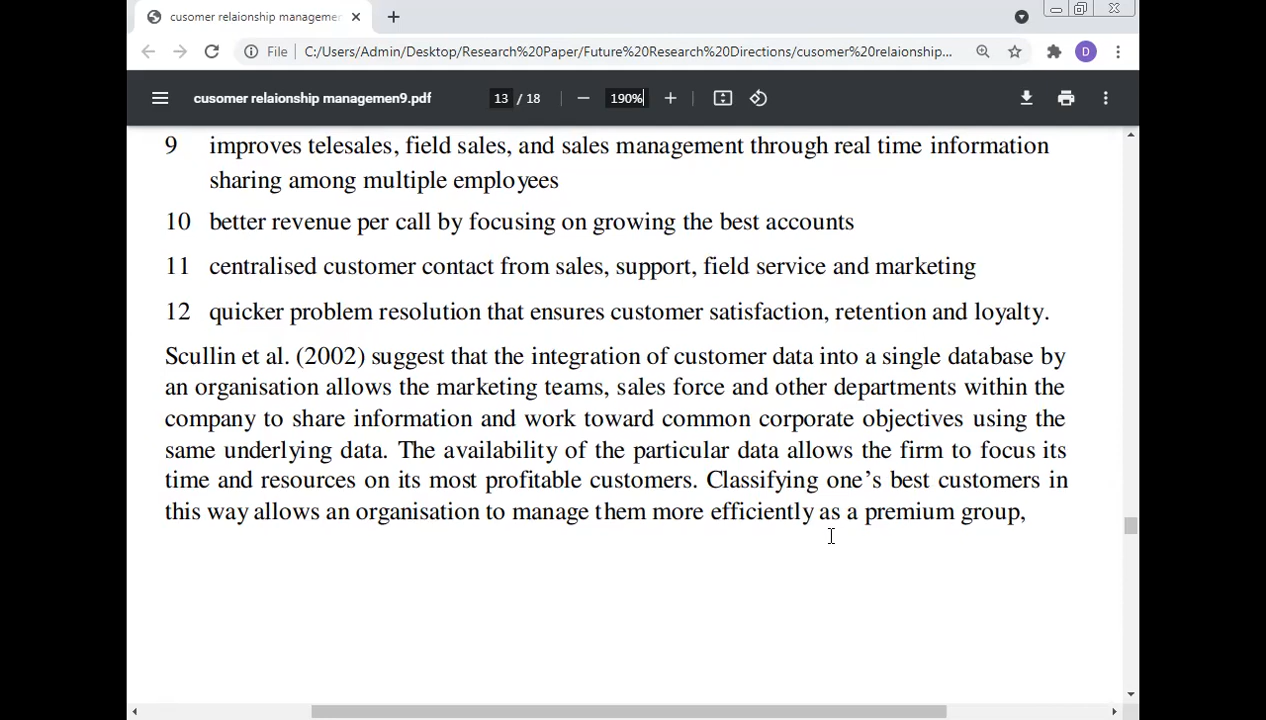 cusomer relaionship managemen
File C:/Users/Admin/Desktop/Research%20Paper/Future%20Research%20Directions/cusomer%20relaionship... D
cusomer relaionship managemen9.pdf 13 / 18 190%
9 improves telesales, field sales, and sales management through real time information
sharing among multiple employees
10 better revenue per call by focusing on growing the best accounts
11 centralised customer contact from sales, support, field service and marketing
12 quicker problem resolution that ensures customer satisfaction, retention and loyalty.
Scullin et al. (2002) suggest that the integration of customer data into a single database by
an organisation allows the marketing teams, sales force and other departments within the
company to share information and work toward common corporate objectives using the
same underlying data. The availability of the particular data allows the firm to focus its
time and resources on its most profitable customers. Classifying one’s best customers in
this way allows an organisation to manage them more efficiently as a premium group,